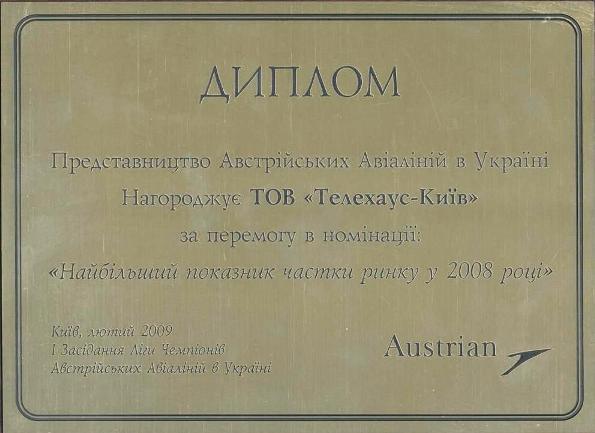 ДИПЛОМ
Представництво Австрійських Авіаліній в Україні
Нагороджує ТОВ «Телехаус-Київ»
за перемогу в номінації:
«Найбільший показник частки ринку у 2008 році»
Київ, лютий 2009
І Засідання Ліги Чемпіонів
Австрійських Авіаліній в Україні
Austrian